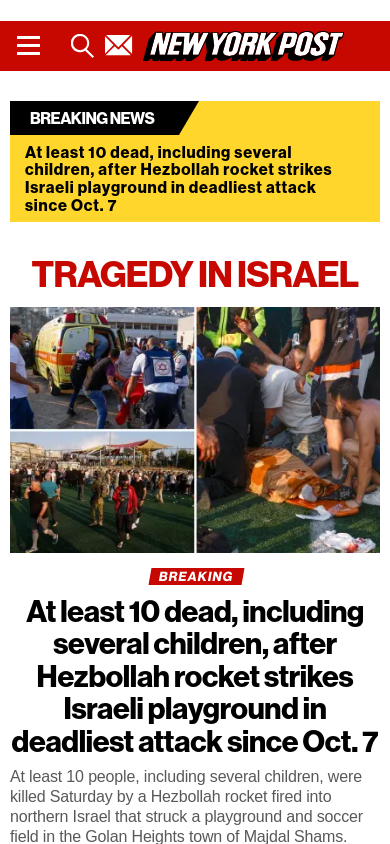 NEW YORK POST
BREAKING NEWS
At least 10 dead, including several
children, after Hezbollah rocket strikes
Israeli playground in deadliest attack
since Oct. 7
TRAGEDY IN ISRAEL
BREAKING
At least 10 dead, including
several children, after
Hezbollah rocket strikes
Israeli playground in
deadliest attack since Oct. 7
At least 10 people, including several children, were
killed Saturday by a Hezbollah rocket fired into
northern Israel that struck a playground and soccer
field in the Golan Heights town of Majdal Shams.